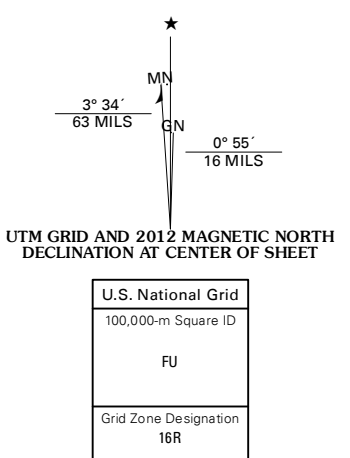 ★
MN
3° 34´
63 MILS
GN
0° 55´
16 MILS
UTM GRID AND 2012 MAGNETIC NORTH
DECLINATION AT CENTER OF SHEET
U.S. National Grid
100,000-m Square ID
FU
Grid Zone Designation
16R